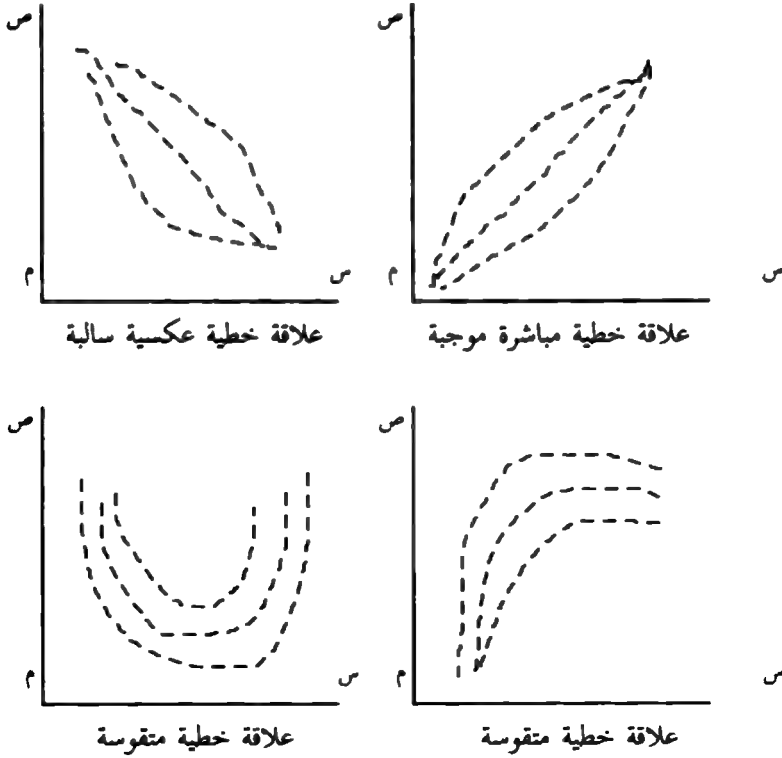 ص
ص
م
س
م
س
علاقة خطية مباشرة موجبة
علاقة خطية عكسية سالبة
ص
ص
م
س
م
س
علاقة خطية متقوسة
علاقة خطية متقوسة